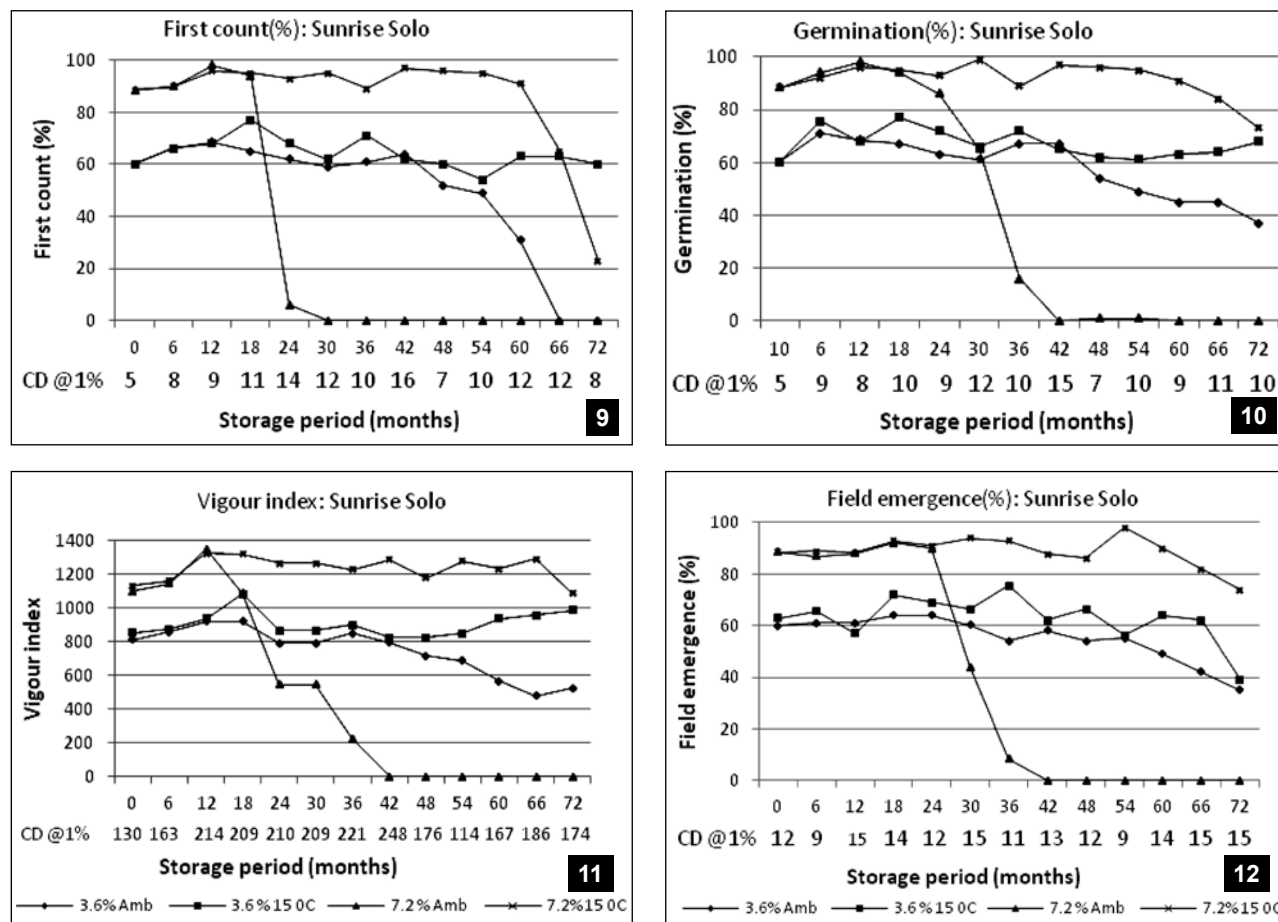 First count(%): Sunrise Solo
First count (%)
100
80
60
40
20
0
0 6 12 18 24 30 36 42 48 54 60 66 72
CD @1% 5 8 9 11 14 12 10 16 7 10 12 12 8
Storage period (months)
9
Germination(%): Sunrise Solo
Germination (%)
100
80
60
40
20
0
10 6 12 18 24 30 36 42 48 54 60 66 72
CD @1% 5 9 8 10 9 12 10 15 7 10 9 11 10
Storage period (months)
10
Vigour index: Sunrise Solo
Vigour index
1400
1200
1000
800
600
400
200
0
0 6 12 18 24 30 36 42 48 54 60 66 72
CD @1% 130 163 214 209 210 209 221 248 176 114 167 186 174
Storage period (months)
11
3.6% Amb 3.6%15 0C 7.2% Amb 7.2%15 0C
Field emergence(%): Sunrise Solo
Field emergence (%)
100
80
60
40
20
0
0 6 12 18 24 30 36 42 48 54 60 66 72
CD @1% 12 9 15 14 12 15 11 13 12 9 14 15 15
Storage period (months)
12
3.6%Amb 3.6%15 0C 7.2%Amb 7.2%15 0C